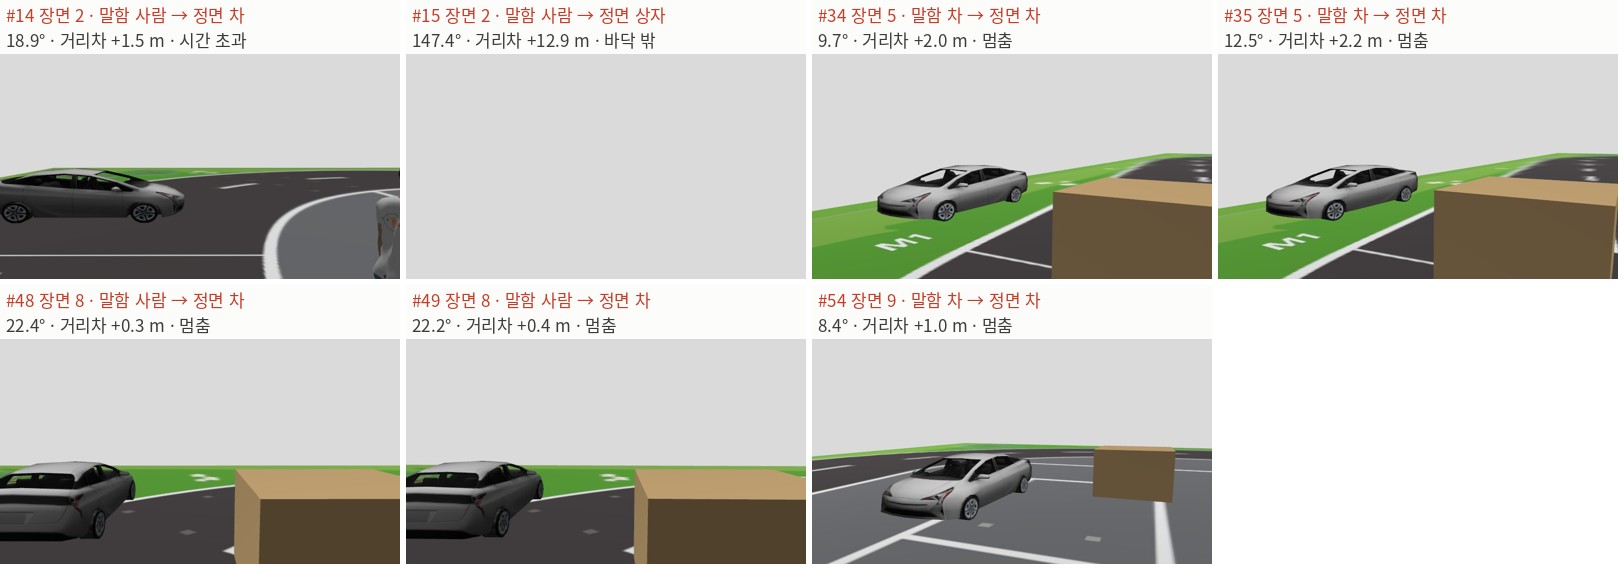 #14 장면 2 · 말함 사람 → 정면 차
18.9° · 거리차 +1.5 m · 시간 초과
#15 장면 2 · 말함 사람 → 정면 상자
147.4° · 거리차 +12.9 m · 바닥 밖
#34 장면 5 · 말함 차 → 정면 차
9.7° · 거리차 +2.0 m · 멈춤
M1
#35 장면 5 · 말함 차 → 정면 차
12.5° · 거리차 +2.2 m · 멈춤
M1
#48 장면 8 · 말함 사람 → 정면 차
22.4° · 거리차 +0.3 m · 멈춤
#49 장면 8 · 말함 사람 → 정면 차
22.2° · 거리차 +0.4 m · 멈춤
#54 장면 9 · 말함 차 → 정면 차
8.4° · 거리차 +1.0 m · 멈춤